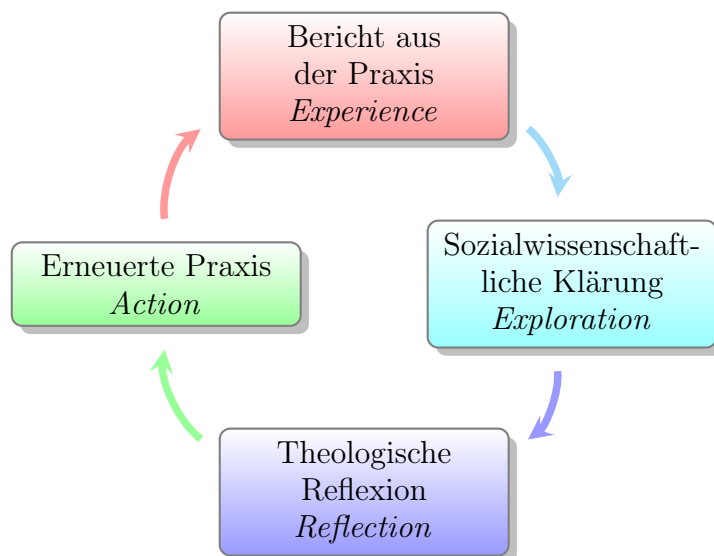 Bericht aus
der Praxis
Experience
Sozialwissenschaft-
liche Klärung
Exploration
Theologische
Reflexion
Reflection
Erneuerte Praxis
Action